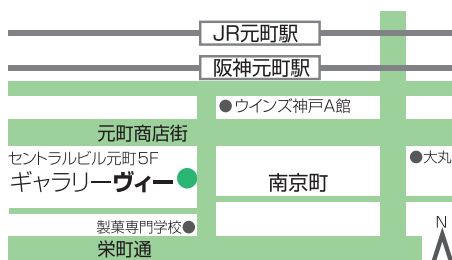 JR元町駅
阪神元町駅
●ウインズ神戸A館
元町商店街
セントラルビル元町5F
●大丸
ギャラリーヴィー●
南京町
製菓専門学校●
N
栄町通